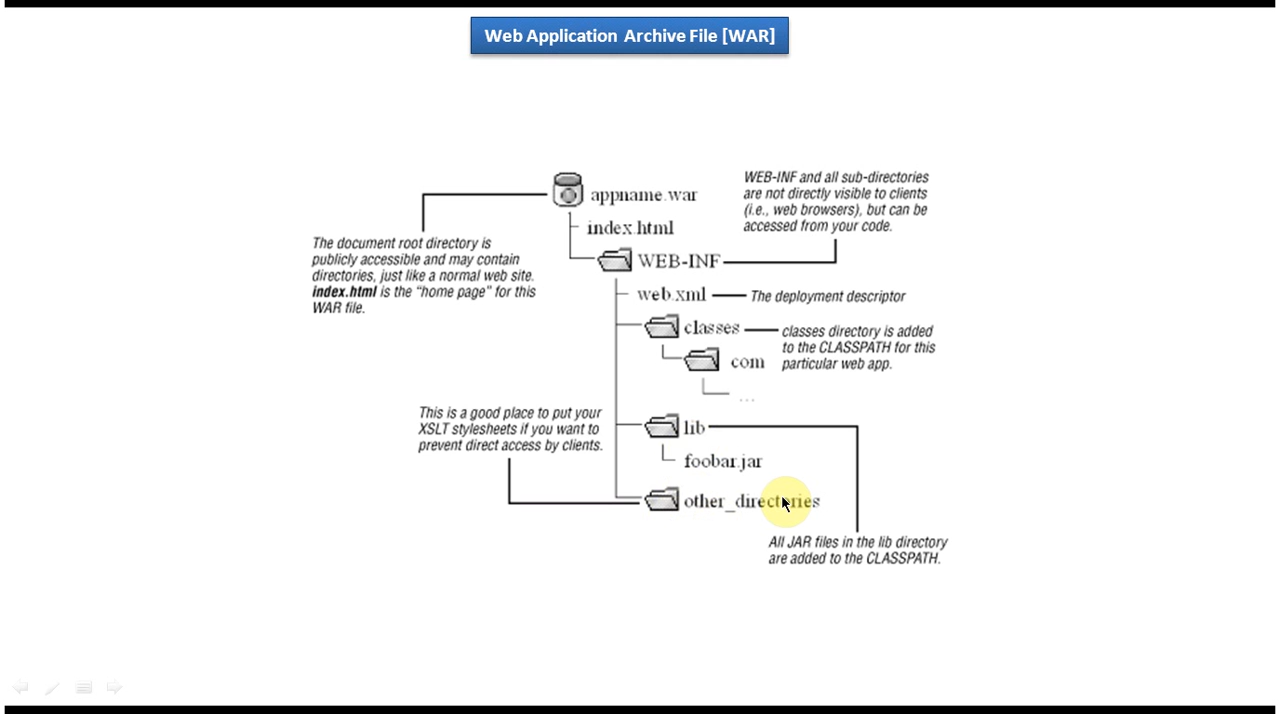 Web Application Archive File [WAR]
appname.war
index.html
WEB-INF and all sub-directories
are not directly visible to clients
(i.e., web browsers), but can be
accessed from your code.
The document root directory is
publicly accessible and may contain
directories, just like a normal web site.
index.html is the “home page” for this
WAR file.
WEB-INF
web.xml
The deployment descriptor
classes
classes directory is added
to the CLASSPATH for this
particular web app.
com
...
This is a good place to put your
XSLT stylesheets if you want to
prevent direct access by clients.
lib
foobar.jar
other_directories
All JAR files in the lib directory
are added to the CLASSPATH.